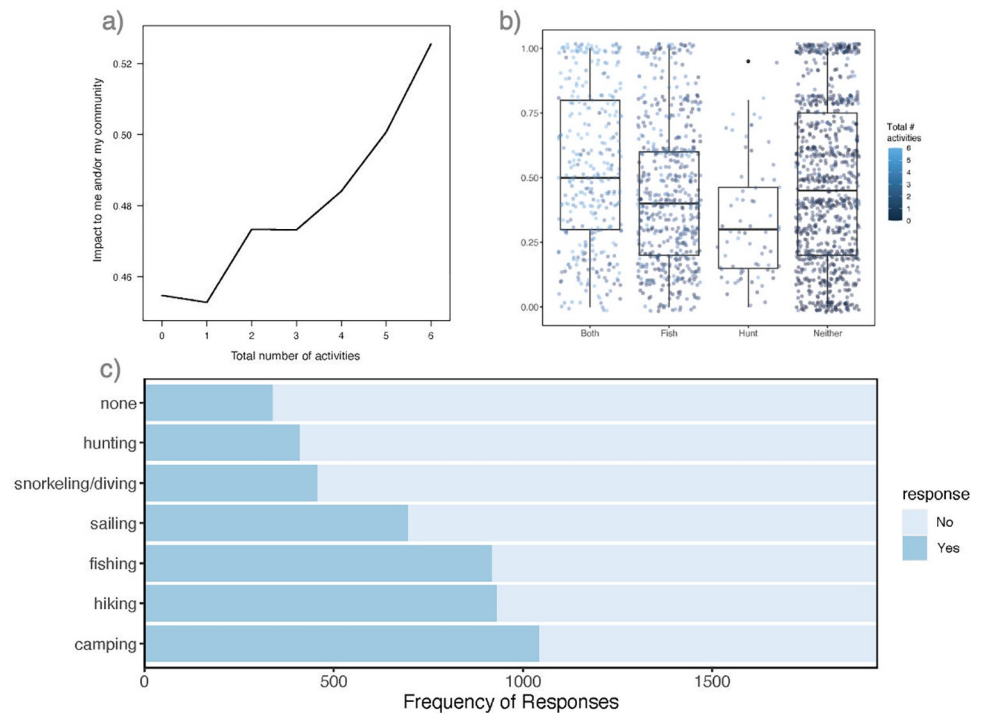 a)
Impact to me and/or my community
0.52
0.50
0.48
0.46
0
1
2
3
4
5
6
Total number of activities
b)
1.00
0.75
0.50
0.25
0.00
Both
Fish
Hunt
Neither
Total #
activities
6
5
4
3
2
1
0
c)
none
hunting
snorkeling/diving
sailing
fishing
hiking
camping
0
500
1000
1500
Frequency of Responses
response
No
Yes